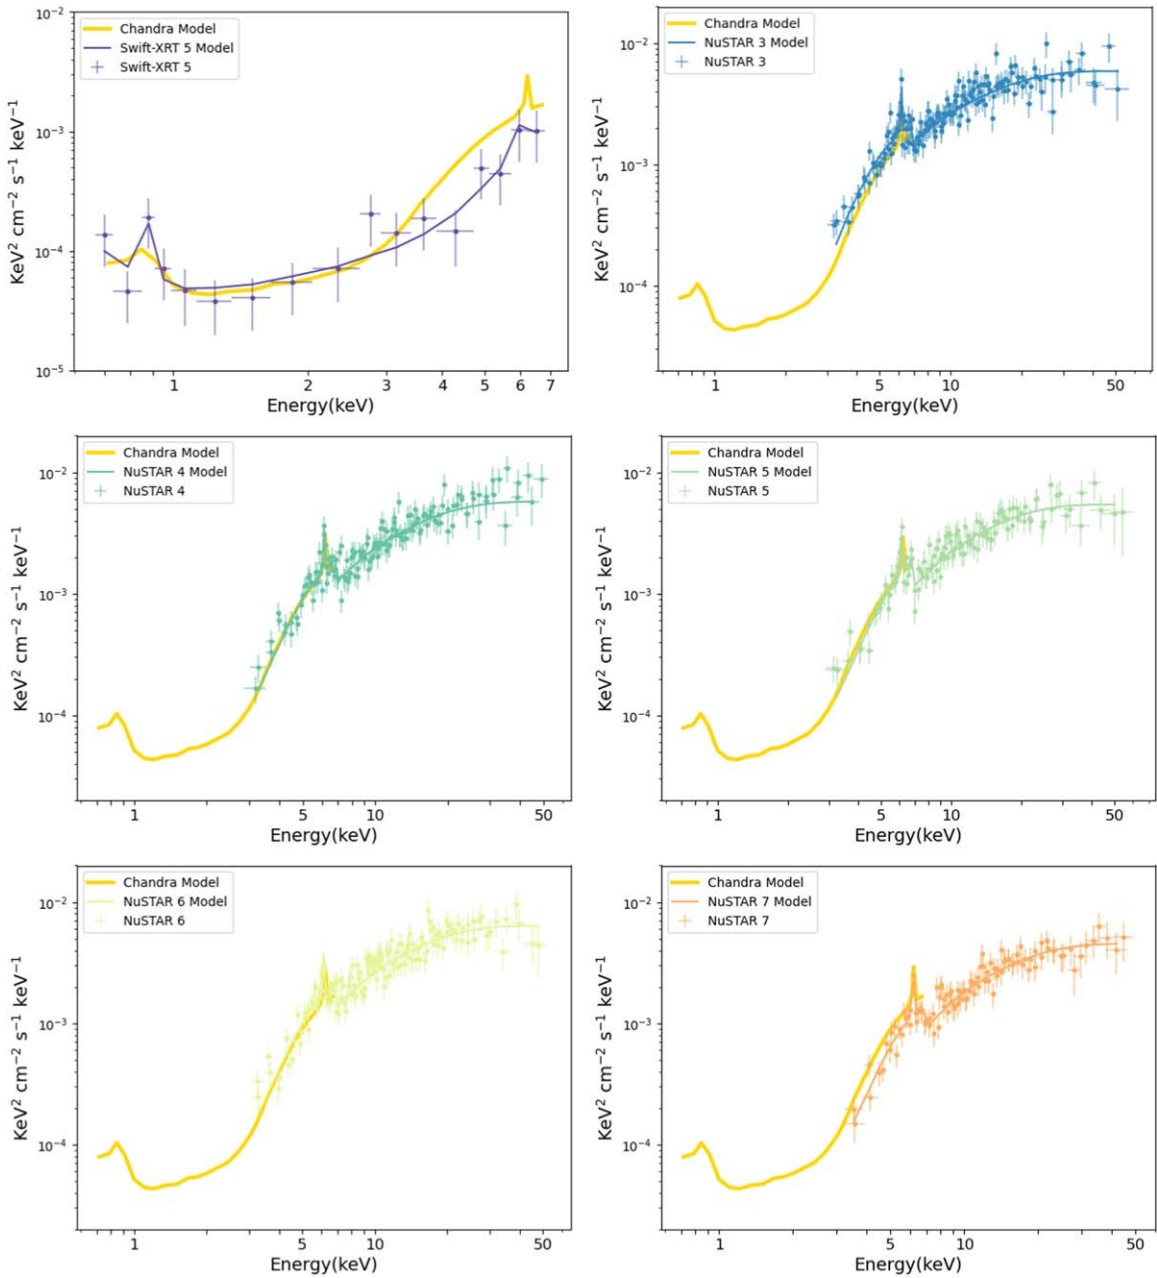 Chandra Model
Swift-XRT 5 Model
Swift-XRT 5
10⁻²
10⁻³
10⁻⁴
10⁻⁵
KeV² cm⁻² s⁻¹ keV⁻¹
1 2 3 4 5 6 7
Energy(keV)
Chandra Model
NuSTAR 3 Model
NuSTAR 3
10⁻²
10⁻³
10⁻⁴
KeV² cm⁻² s⁻¹ keV⁻¹
1 5 10 50
Energy(keV)
Chandra Model
NuSTAR 4 Model
NuSTAR 4
10⁻²
10⁻³
10⁻⁴
KeV² cm⁻² s⁻¹ keV⁻¹
1 5 10 50
Energy(keV)
Chandra Model
NuSTAR 5 Model
NuSTAR 5
10⁻²
10⁻³
10⁻⁴
KeV² cm⁻² s⁻¹ keV⁻¹
1 5 10 50
Energy(keV)
Chandra Model
NuSTAR 6 Model
NuSTAR 6
10⁻²
10⁻³
10⁻⁴
KeV² cm⁻² s⁻¹ keV⁻¹
1 5 10 50
Energy(keV)
Chandra Model
NuSTAR 7 Model
NuSTAR 7
10⁻²
10⁻³
10⁻⁴
KeV² cm⁻² s⁻¹ keV⁻¹
1 5 10 50
Energy(keV)